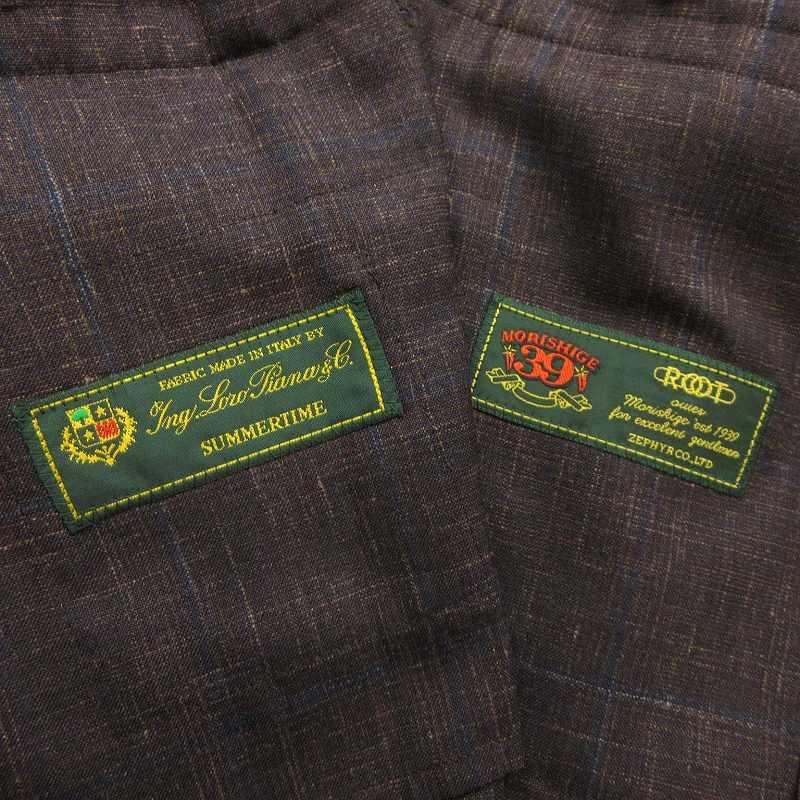 FABRIC MADE IN ITALY BY
Ing. Loro Piana & C.
SUMMERTIME
MORISHIGE
39
ROOT
owes
Morishige 'est 1939
for excelent gentlemen
ZEPHYR CO., LTD